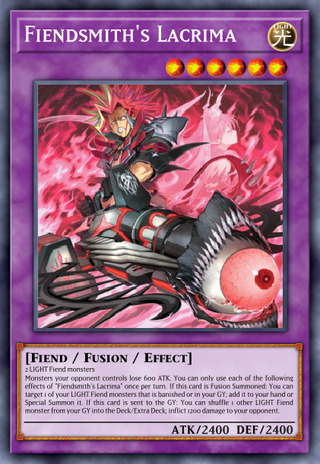 Fiendsmith's Lacrima
LIGHT
光
[Fiend / Fusion / Effect]
2 LIGHT Fiend monsters
Monsters your opponent controls lose 600 ATK. You can only use each of the following
effects of "Fiendsmith's Lacrima" once per turn. If this card is Fusion Summoned: You can
target 1 of your LIGHT Fiend monsters that is banished or in your GY; add it to your hand or
Special Summon it. If this card is sent to the GY: You can shuffle 1 other LIGHT Fiend
monster from your GY into the Deck/Extra Deck; inflict 1200 damage to your opponent.
ATK/2400 DEF/2400